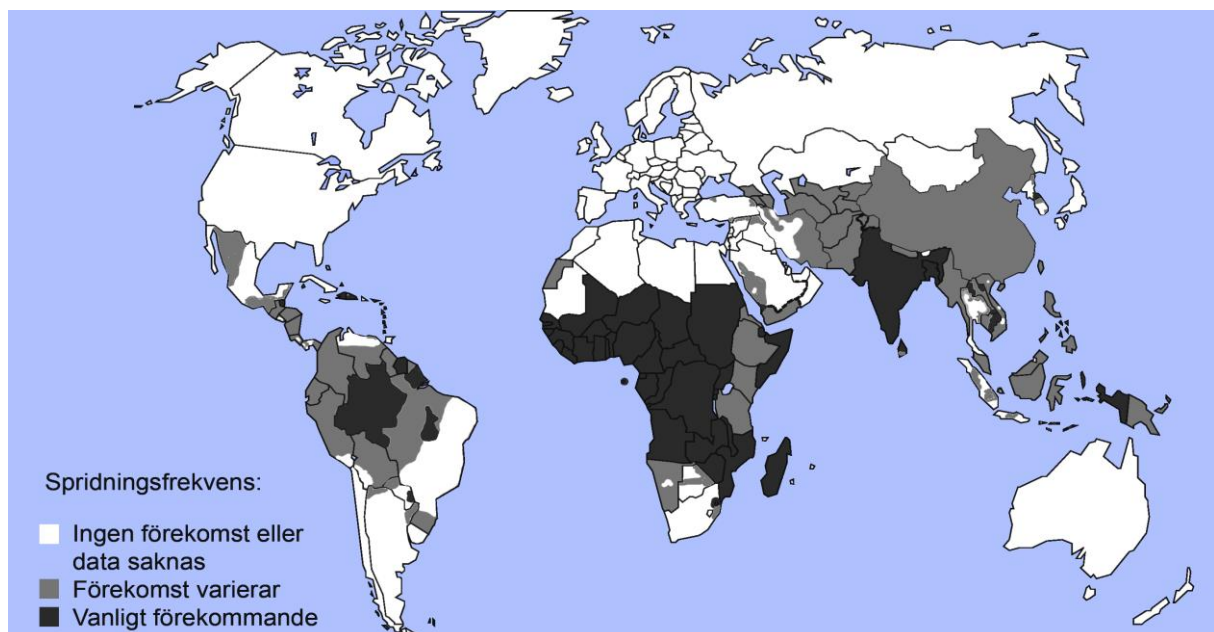 Spridningsfrekvens:
Ingen förekomst eller
data saknas
Förekomst varierar
Vanligt förekommande